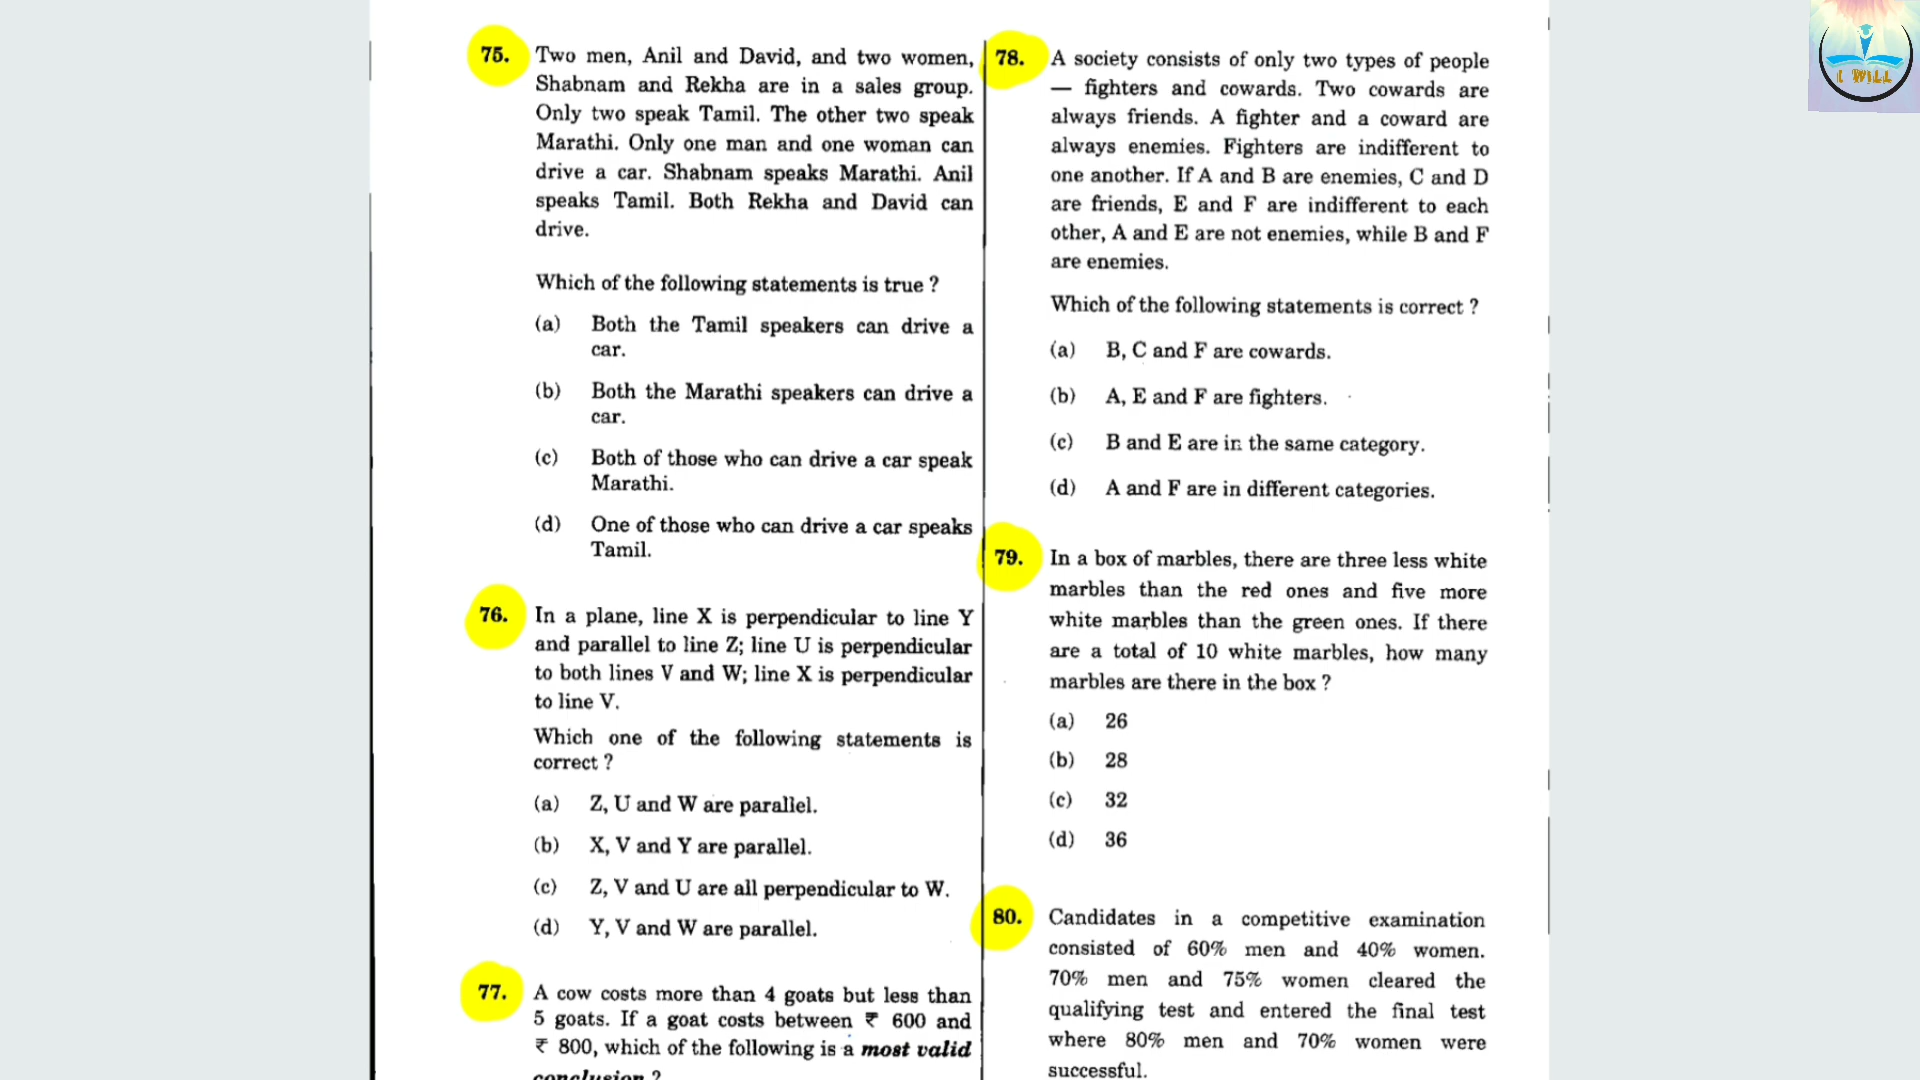 75. Two men, Anil and David, and two women,
Shabnam and Rekha are in a sales group.
Only two speak Tamil. The other two speak
Marathi. Only one man and one woman can
drive a car. Shabnam speaks Marathi. Anil
speaks Tamil. Both Rekha and David can
drive.
Which of the following statements is true ?
(a) Both the Tamil speakers can drive a
car.
(b) Both the Marathi speakers can drive a
car.
(c) Both of those who can drive a car speak
Marathi.
(d) One of those who can drive a car speaks
Tamil.
76. In a plane, line X is perpendicular to line Y
and parallel to line Z; line U is perpendicular
to both lines V and W; line X is perpendicular
to line V.
Which one of the following statements is
correct ?
(a) Z, U and W are parallel.
(b) X, V and Y are parallel.
(c) Z, V and U are all perpendicular to W.
(d) Y, V and W are parallel.
77. A cow costs more than 4 goats but less than
5 goats. If a goat costs between ₹ 600 and
₹ 800, which of the following is a most valid
conclusion ?
78. A society consists of only two types of people
— fighters and cowards. Two cowards are
always friends. A fighter and a coward are
always enemies. Fighters are indifferent to
one another. If A and B are enemies, C and D
are friends, E and F are indifferent to each
other, A and E are not enemies, while B and F
are enemies.
Which of the following statements is correct ?
(a) B, C and F are cowards.
(b) A, E and F are fighters.
(c) B and E are in the same category.
(d) A and F are in different categories.
79. In a box of marbles, there are three less white
marbles than the red ones and five more
white marbles than the green ones. If there
are a total of 10 white marbles, how many
marbles are there in the box ?
(a) 26
(b) 28
(c) 32
(d) 36
80. Candidates in a competitive examination
consisted of 60% men and 40% women.
70% men and 75% women cleared the
qualifying test and entered the final test
where 80% men and 70% women were
successful.
I WILL